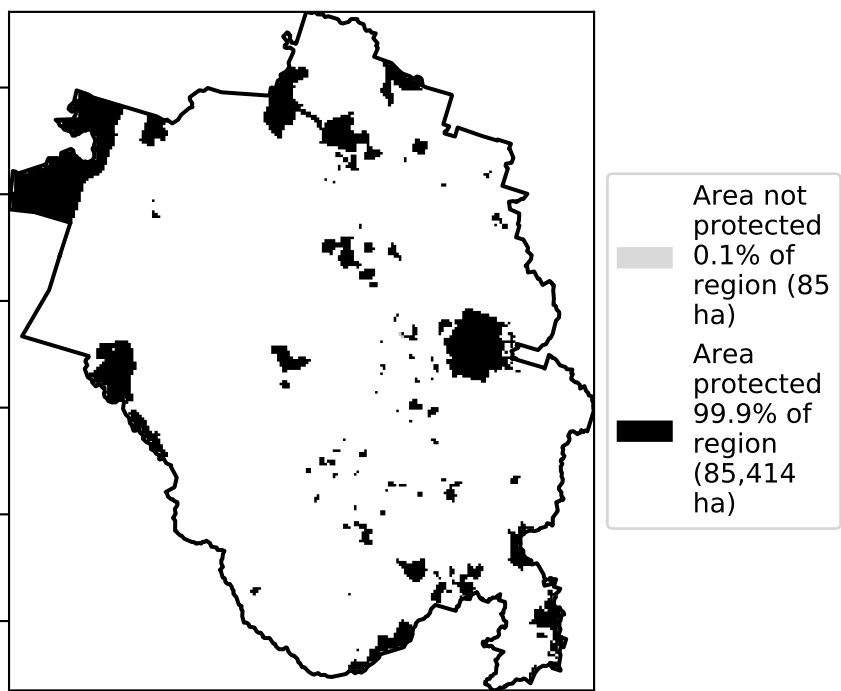 Area not
protected
0.1% of
region (85
ha)
Area
protected
99.9% of
region
(85,414
ha)